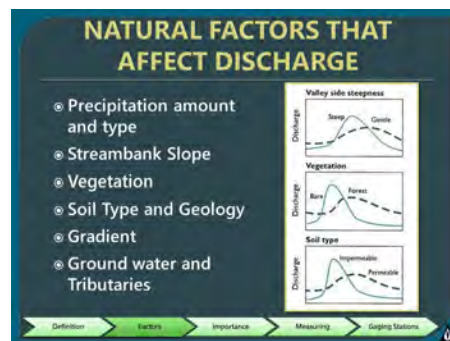 NATURAL FACTORS THAT
AFFECT DISCHARGE
Precipitation amount
and type
Streambank Slope
Vegetation
Soil Type and Geology
Gradient
Ground water and
Tributaries
Valley side steepness
Discharge
Steep
Gentle
Vegetation
Discharge
Bare
Forest
Soil type
Discharge
Impermeable
Permeable
Definition
Factors
Importance
Measuring
Gaging Stations